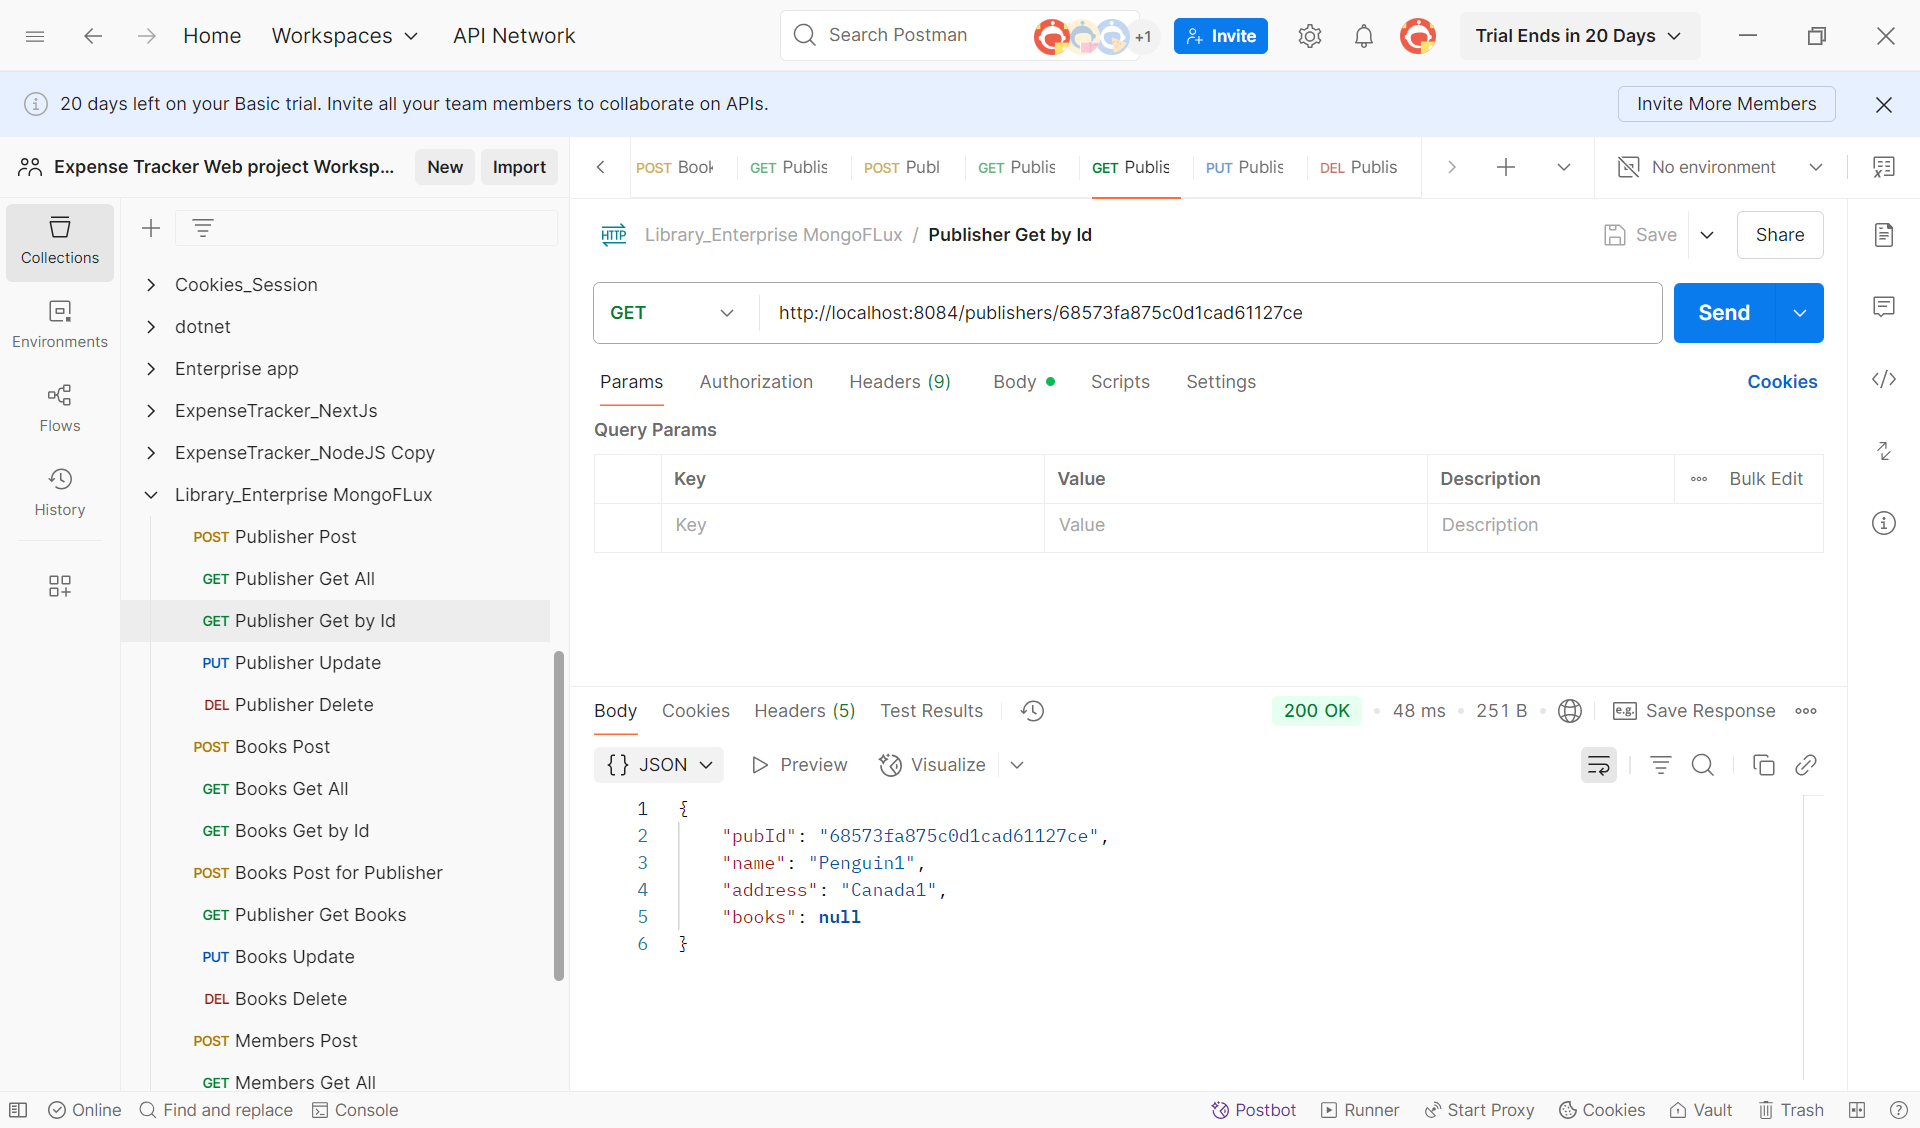 Home Workspaces API Network Search Postman +1 Invite Trial Ends in 20 Days
20 days left on your Basic trial. Invite all your team members to collaborate on APIs. Invite More Members
Expense Tracker Web project Worksp... New Import
POST Book GET Publis POST Publ GET Publis GET Publis PUT Publis DEL Publis No environment
Collections
Environments
Flows
History
Cookies_Session
dotnet
Enterprise app
ExpenseTracker_NextJs
ExpenseTracker_NodeJS Copy
Library_Enterprise MongoFLux
POST Publisher Post
GET Publisher Get All
GET Publisher Get by Id
PUT Publisher Update
DEL Publisher Delete
POST Books Post
GET Books Get All
GET Books Get by Id
POST Books Post for Publisher
GET Publisher Get Books
PUT Books Update
DEL Books Delete
POST Members Post
GET Members Get All
HTTP Library_Enterprise MongoFLux / Publisher Get by Id Save Share
GET http://localhost:8084/publishers/68573fa875c0d1cad61127ce Send
Params Authorization Headers (9) Body Scripts Settings Cookies
Query Params
Key Value Description Bulk Edit
Key Value Description
Body Cookies Headers (5) Test Results 200 OK 48 ms 251 B e.g. Save Response
{} JSON Preview Visualize
1 {
2 "pubId": "68573fa875c0d1cad61127ce",
3 "name": "Penguin1",
4 "address": "Canada1",
5 "books": null
6 }
Online Find and replace Console Postbot Runner Start Proxy Cookies Vault Trash